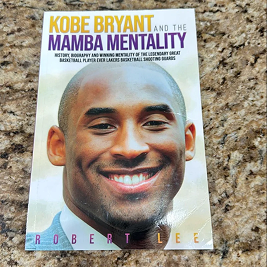 KOBE BRYANT AND THE
MAMBA MENTALITY
HISTORY, BIOGRAPHY AND WINNING MENTALITY OF THE LEGENDARY GREAT
BASKETBALL PLAYER EVER LAKERS BASKETBALL SHOOTING GUARDS
ROBERT LEE